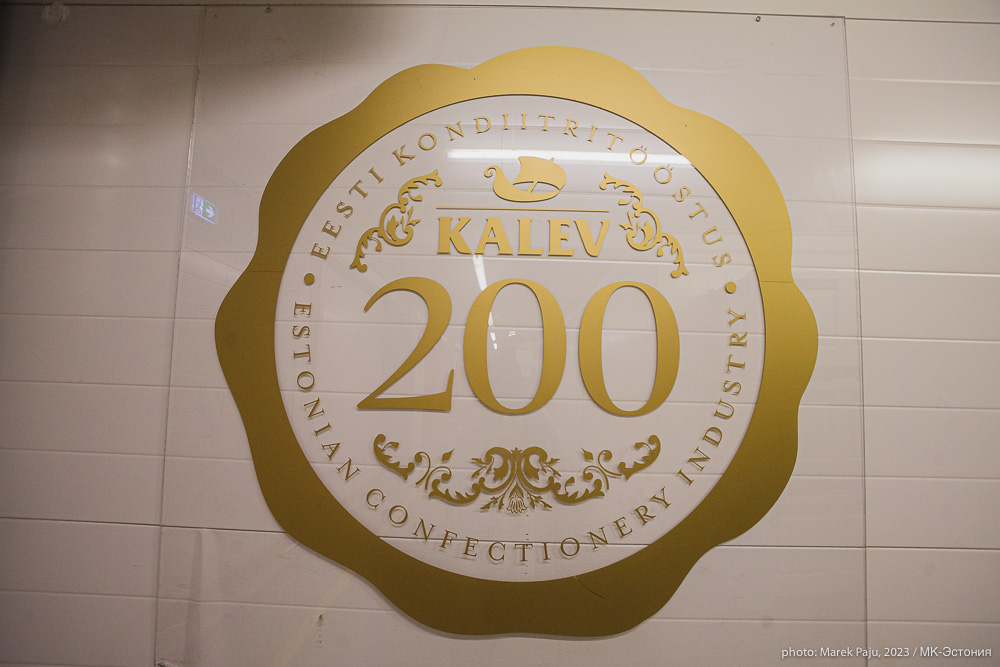 EESTI KONDIITRITÖÖSTUS
KALEV
200
ESTONIAN CONFECTIONERY INDUSTRY
photo: Marek Paju, 2023 / МК-Эстония